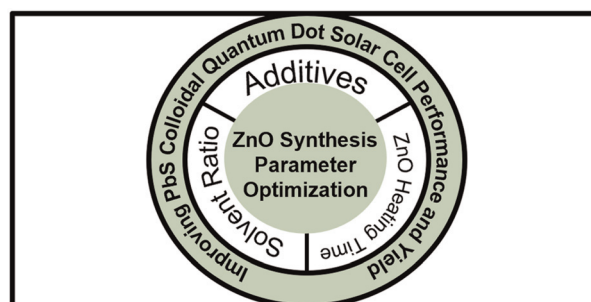 Improving PbS Colloidal Quantum Dot Solar Cell Performance and Yield
Additives
Solvent Ratio
ZnO Heating Time
ZnO Synthesis
Parameter
Optimization